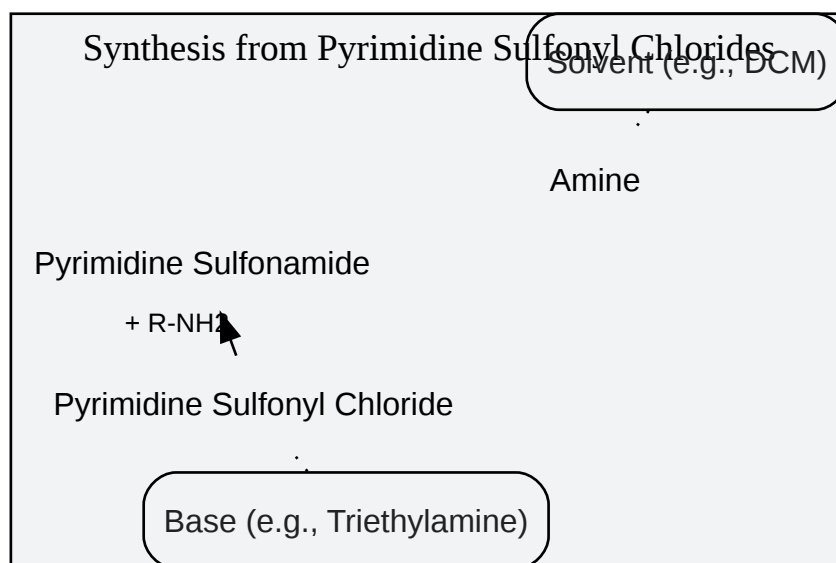 Synthesis from Pyrimidine Sulfonyl Chlorides
Solvent (e.g., DCM)
Amine
Pyrimidine Sulfonamide
+ R-NH2
Pyrimidine Sulfonyl Chloride
Base (e.g., Triethylamine)